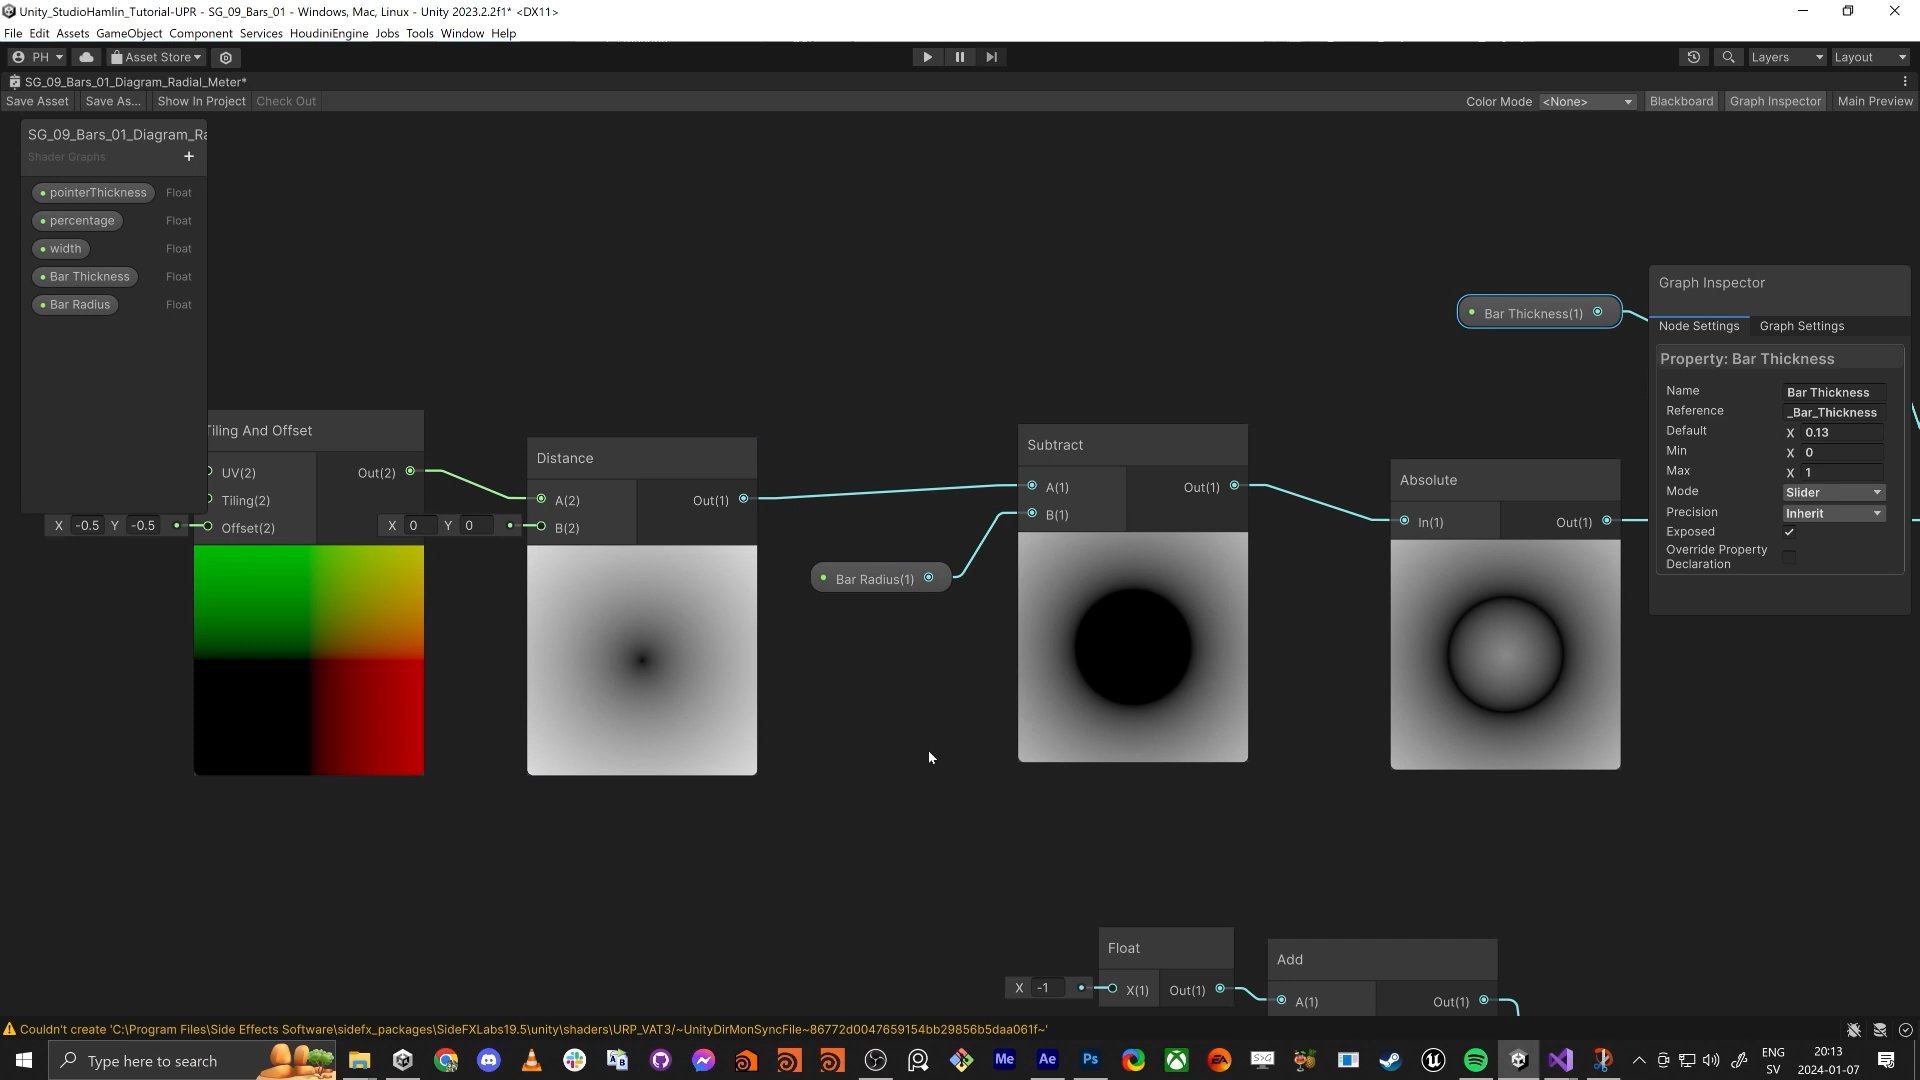 Unity_StudioHamlin_Tutorial-UPR - SG_09_Bars_01 - Windows, Mac, Linux - Unity 2023.2.2f1* <DX11>
File Edit Assets GameObject Component Services HoudiniEngine Jobs Tools Window Help
PH Asset Store Layers Layout
SG_09_Bars_01_Diagram_Radial_Meter*
Save Asset Save As... Show In Project Check Out Color Mode <None> Blackboard Graph Inspector Main Preview
SG_09_Bars_01_Diagram_Ra
Shader Graphs +
pointerThickness Float
percentage Float
width Float
Bar Thickness Float
Bar Radius Float
Tiling And Offset
UV(2) Out(2)
Tiling(2)
X -0.5 Y -0.5 Offset(2)
Distance
A(2) Out(1)
X 0 Y 0 B(2)
Bar Radius(1)
Subtract
A(1) Out(1)
B(1)
Absolute
In(1) Out(1)
Bar Thickness(1)
Graph Inspector
Node Settings Graph Settings
Property: Bar Thickness
Name Bar Thickness
Reference _Bar_Thickness
Default X 0.13
Min X 0
Max X 1
Mode Slider
Precision Inherit
Exposed
Override Property
Declaration
Float
X -1 X(1) Out(1)
Add
A(1) Out(1)
Couldn't create 'C:\Program Files\Side Effects Software\sidefx_packages\SideFXLabs19.5\unity\shaders\URP_VAT3/~UnityDirMonSyncFile~86772d0047659154bb29856b5daa061f~'
Type here to search
Me Ae Ps EA
ENG
SV
20:13
2024-01-07